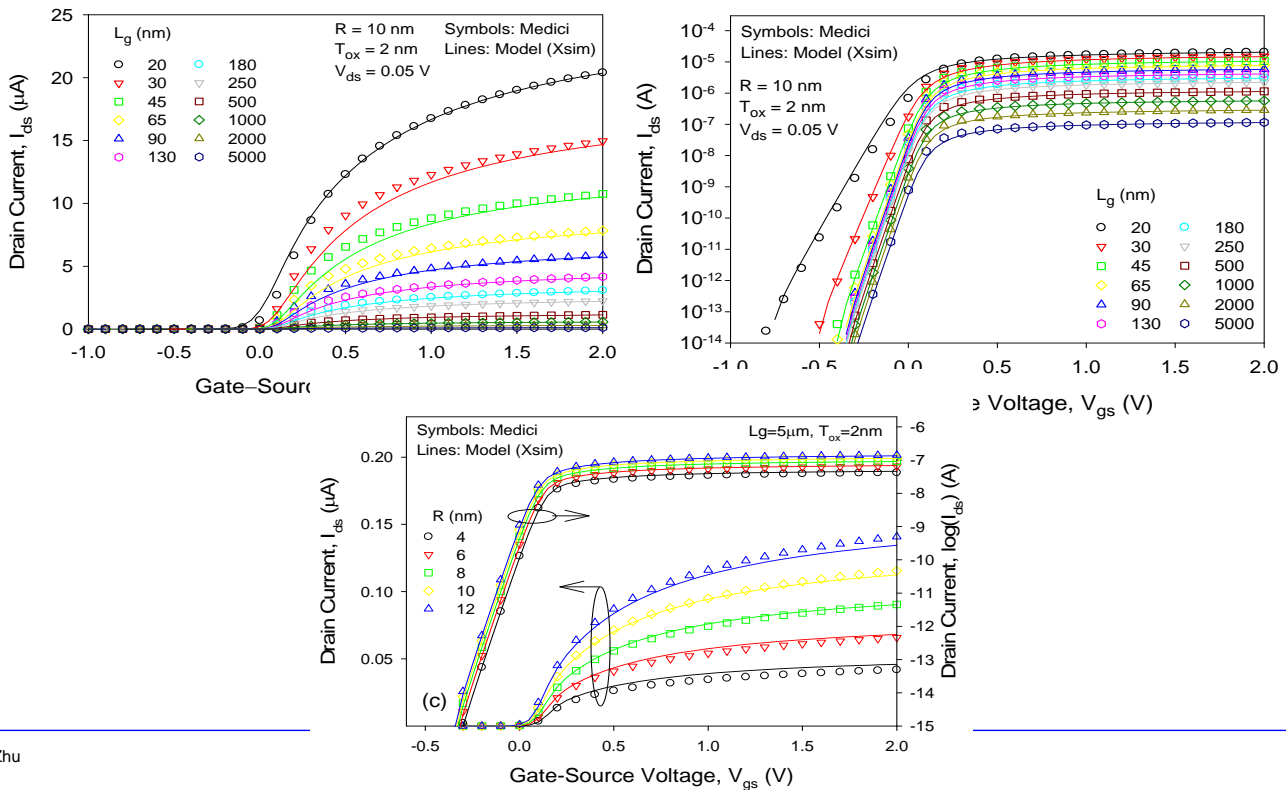 25
20
15
10
5
0
Drain Current, I_ds (μA)
L_g (nm)
20 180
30 250
45 500
65 1000
90 2000
130 5000
R = 10 nm
T_ox = 2 nm
V_ds = 0.05 V
Symbols: Medici
Lines: Model (Xsim)
-1.0 -0.5 0.0 0.5 1.0 1.5 2.0
Gate–Sourc
10^-4
10^-5
10^-6
10^-7
10^-8
10^-9
10^-10
10^-11
10^-12
10^-13
10^-14
Drain Current, I_ds (A)
Symbols: Medici
Lines: Model (Xsim)
R = 10 nm
T_ox = 2 nm
V_ds = 0.05 V
L_g (nm)
20 180
30 250
45 500
65 1000
90 2000
130 5000
-1.0 -0.5 0.0 0.5 1.0 1.5 2.0
e Voltage, V_gs (V)
Symbols: Medici
Lines: Model (Xsim)
Lg=5μm, T_ox=2nm
0.20
0.15
0.10
0.05
Drain Current, I_ds (μA)
R (nm)
4
6
8
10
12
(c)
-6
-7
-8
-9
-10
-11
-12
-13
-14
-15
Drain Current, log(I_ds) (A)
-0.5 0.0 0.5 1.0 1.5 2.0
Gate-Source Voltage, V_gs (V)
Zhu